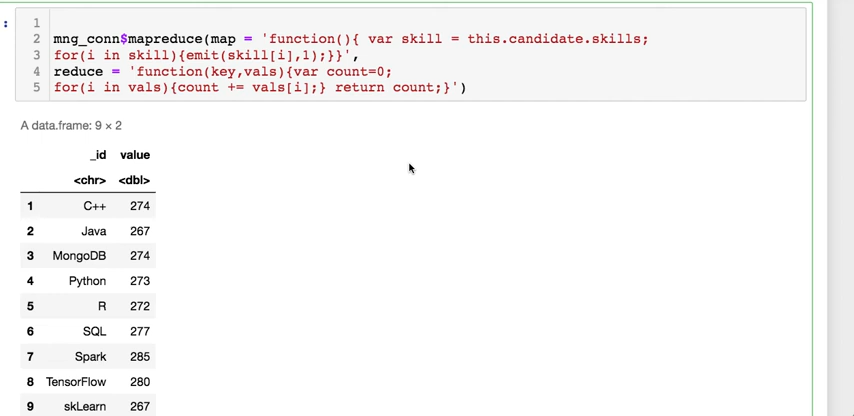 :
1
2 mng_conn$mapreduce(map = 'function(){ var skill = this.candidate.skills;
3 for(i in skill){emit(skill[i],1);}}',
4 reduce = 'function(key,vals){var count=0;
5 for(i in vals){count += vals[i];} return count;}')
A data.frame: 9 × 2
_id value
<chr> <dbl>
1 C++ 274
2 Java 267
3 MongoDB 274
4 Python 273
5 R 272
6 SQL 277
7 Spark 285
8 TensorFlow 280
9 skLearn 267